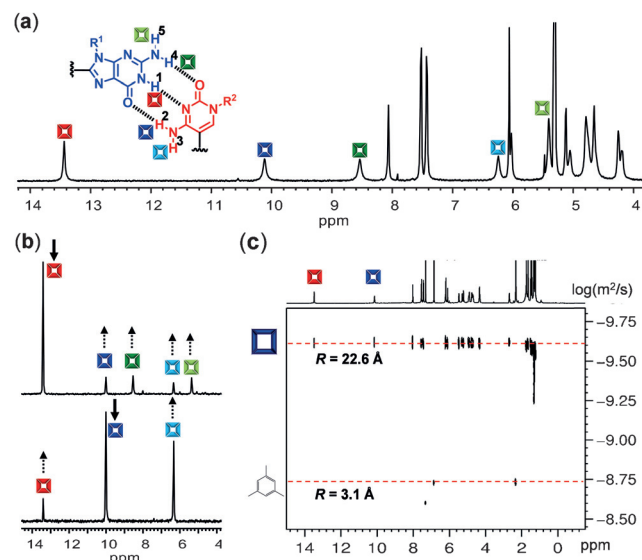 (a)
R¹
N
N
N
N
O
H
5
N
H
4
1
H
O
N
N
R²
2
H
N
H
3
14 13 12 11 10 9 8 7 6 5 4
ppm
(b)
14 12 10 8 6 4
ppm
(c)
log(m²/s)
R = 22.6 Å
R = 3.1 Å
-9.75
-9.50
-9.25
-9.00
-8.75
-8.50
14 12 10 8 6 4 2 0 ppm